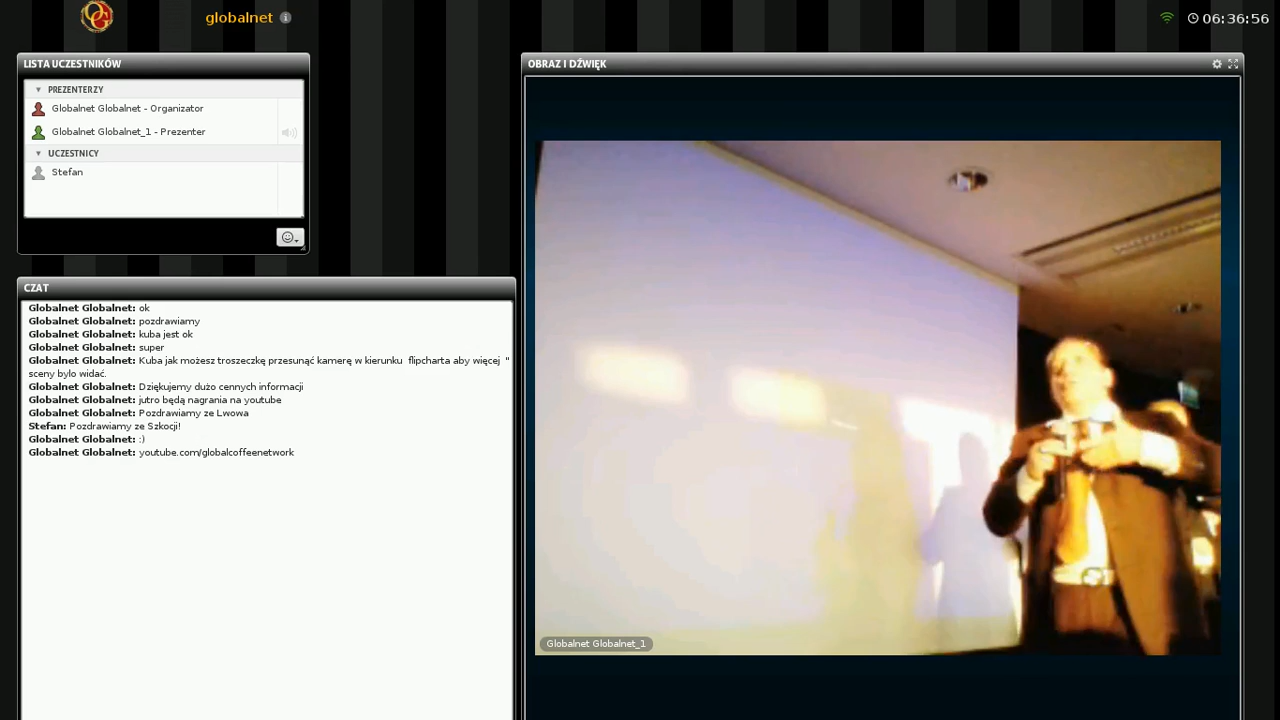 OG
globalnet
06:36:56
LISTA UCZESTNIKÓW
PREZENTERZY
Globalnet Globalnet - Organizator
Globalnet Globalnet_1 - Prezenter
UCZESTNICY
Stefan
CZAT
Globalnet Globalnet: ok
Globalnet Globalnet: pozdrawiamy
Globalnet Globalnet: kuba jest ok
Globalnet Globalnet: super
Globalnet Globalnet: Kuba jak możesz troszeczkę przesunąć kamerę w kierunku flipcharta aby więcej "
sceny bylo widać.
Globalnet Globalnet: Dziękujemy dużo cennych informacji
Globalnet Globalnet: jutro będą nagrania na youtube
Globalnet Globalnet: Pozdrawiamy ze Lwowa
Stefan: Pozdrawiamy ze Szkocji!
Globalnet Globalnet: :)
Globalnet Globalnet: youtube.com/globalcoffeenetwork
OBRAZ I DŹWIĘK
Globalnet Globalnet_1